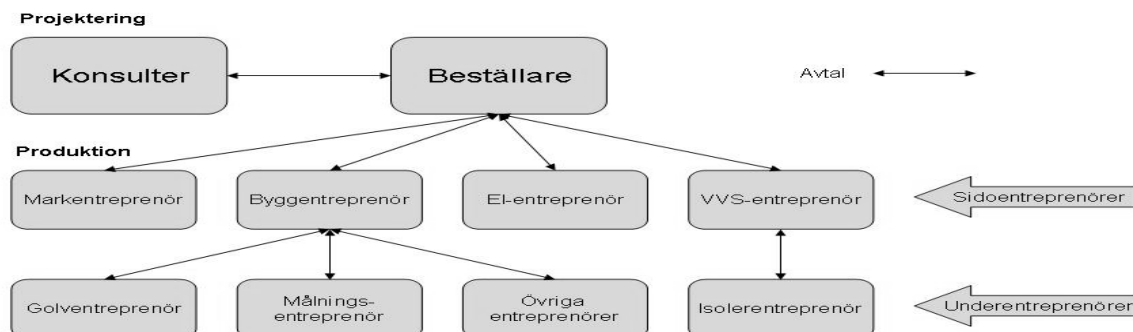 Projektering
Konsulter
Beställare
Avtal
Produktion
Markentreprenör
Byggentreprenör
El-entreprenör
VVS-entreprenör
Sidoentreprenörer
Golventreprenör
Målnings-
entreprenör
Övriga
entreprenörer
Isolerentreprenör
Underentreprenörer